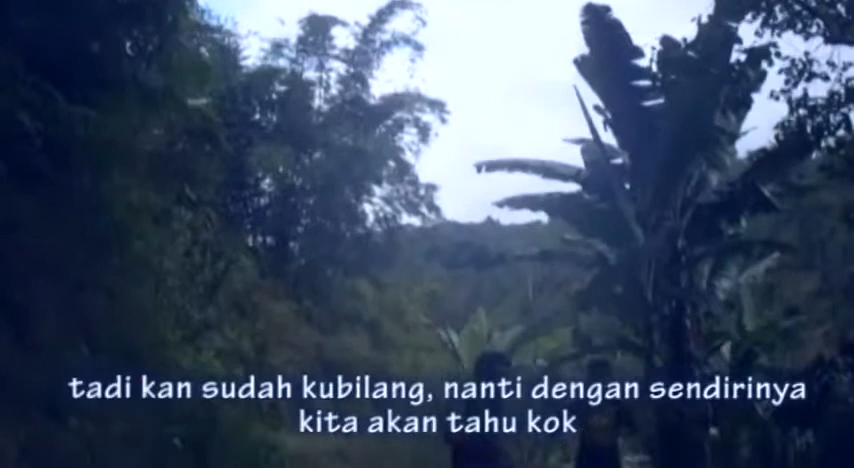 tadi kan sudah kubilang, nanti dengan sendirinya
kita akan tahu kok